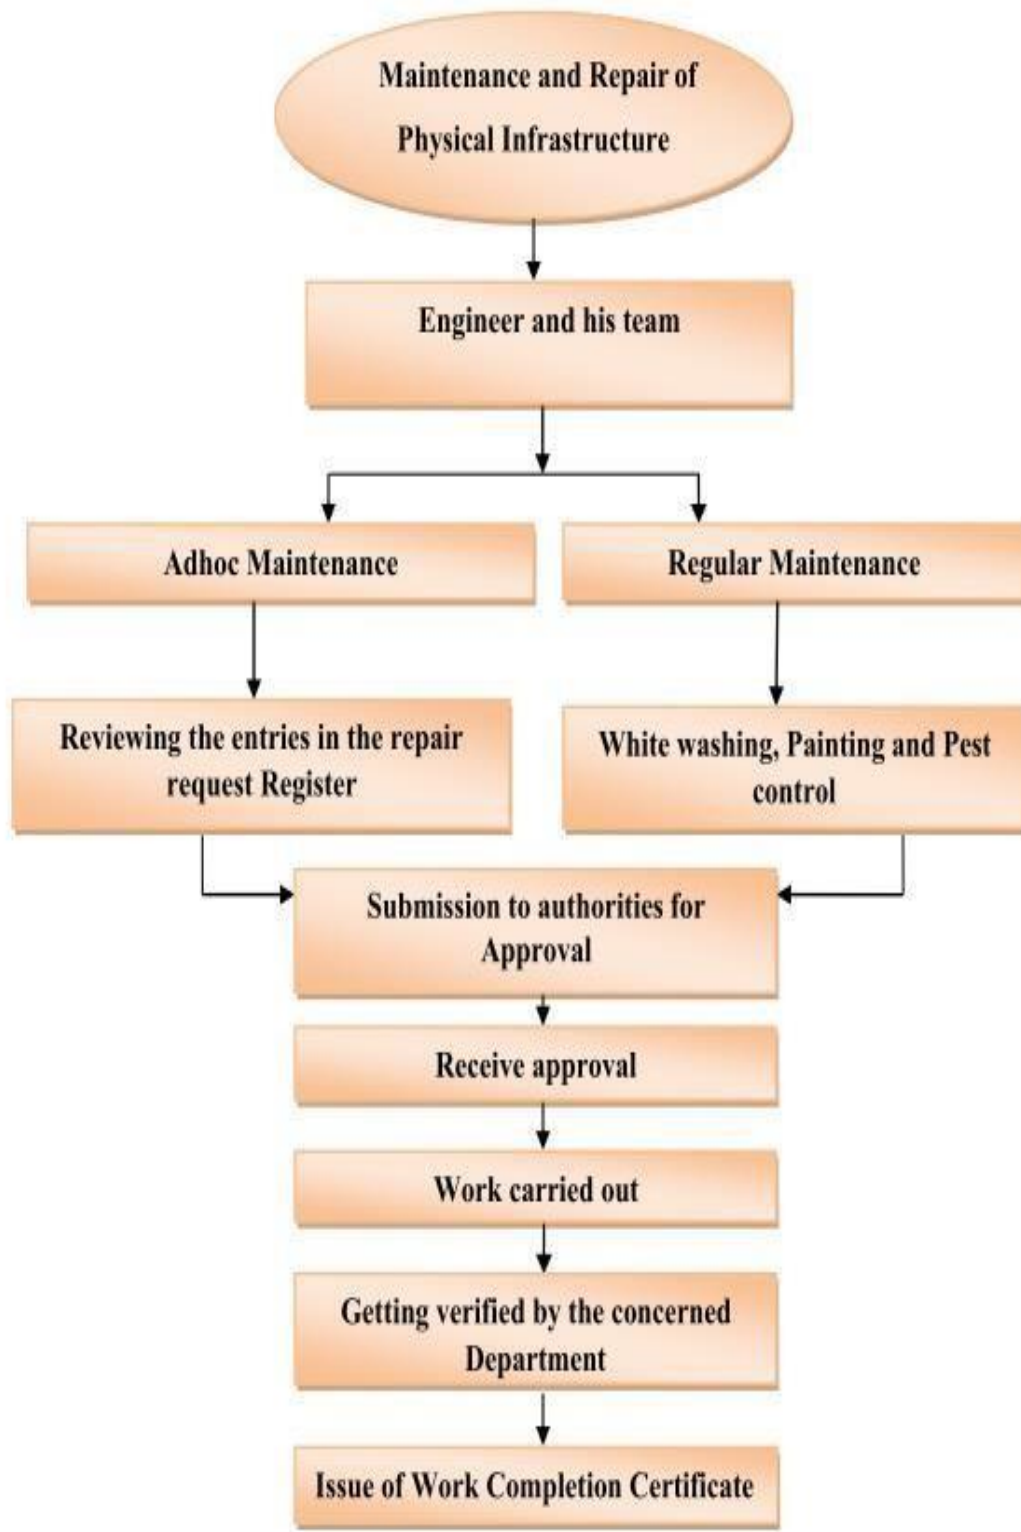 Maintenance and Repair of
Physical Infrastructure
Engineer and his team
Adhoc Maintenance
Regular Maintenance
Reviewing the entries in the repair
request Register
White washing, Painting and Pest
control
Submission to authorities for
Approval
Receive approval
Work carried out
Getting verified by the concerned
Department
Issue of Work Completion Certificate